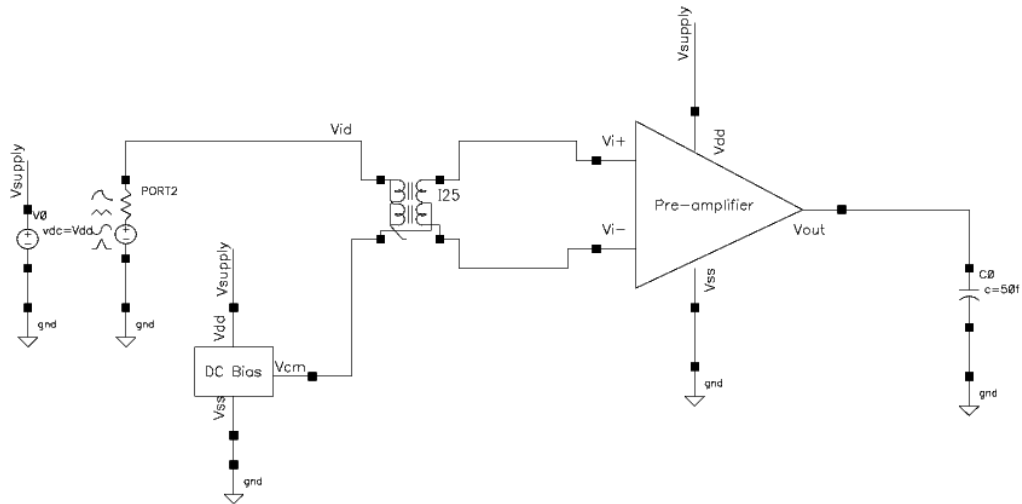 Vsupply
Vdd
Vsupply
V0
vdc=Vdd
gnd
PORT2
gnd
Vid
I25
Vi+
Vi-
Pre-amplifier
Vout
Vss
gnd
C0
c=50f
gnd
Vsupply
Vdd
DC Bias
Vcm
Vss
gnd